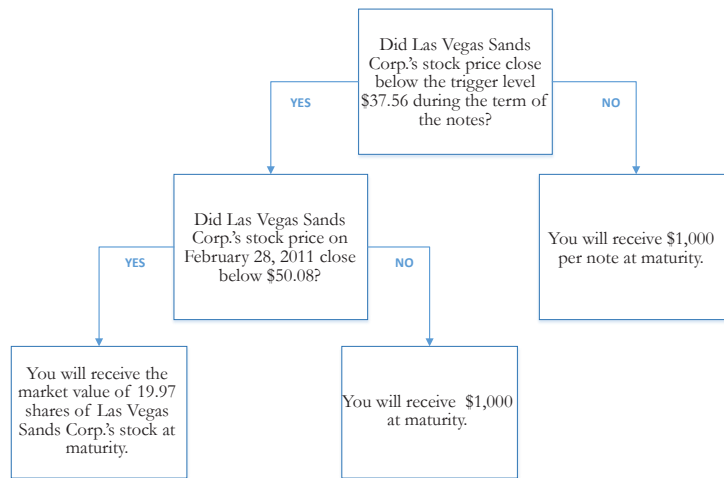 Did Las Vegas Sands
Corp.'s stock price close
below the trigger level
$37.56 during the term of
the notes?
YES
NO
Did Las Vegas Sands
Corp.'s stock price on
February 28, 2011 close
below $50.08?
You will receive $1,000
per note at maturity.
YES
NO
You will receive the
market value of 19.97
shares of Las Vegas
Sands Corp.'s stock at
maturity.
You will receive $1,000
at maturity.